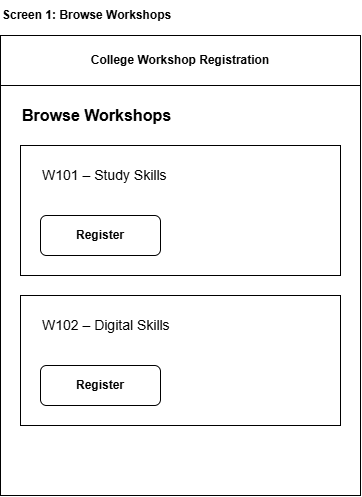 Screen 1: Browse Workshops
College Workshop Registration
Browse Workshops
W101 – Study Skills
Register
W102 – Digital Skills
Register